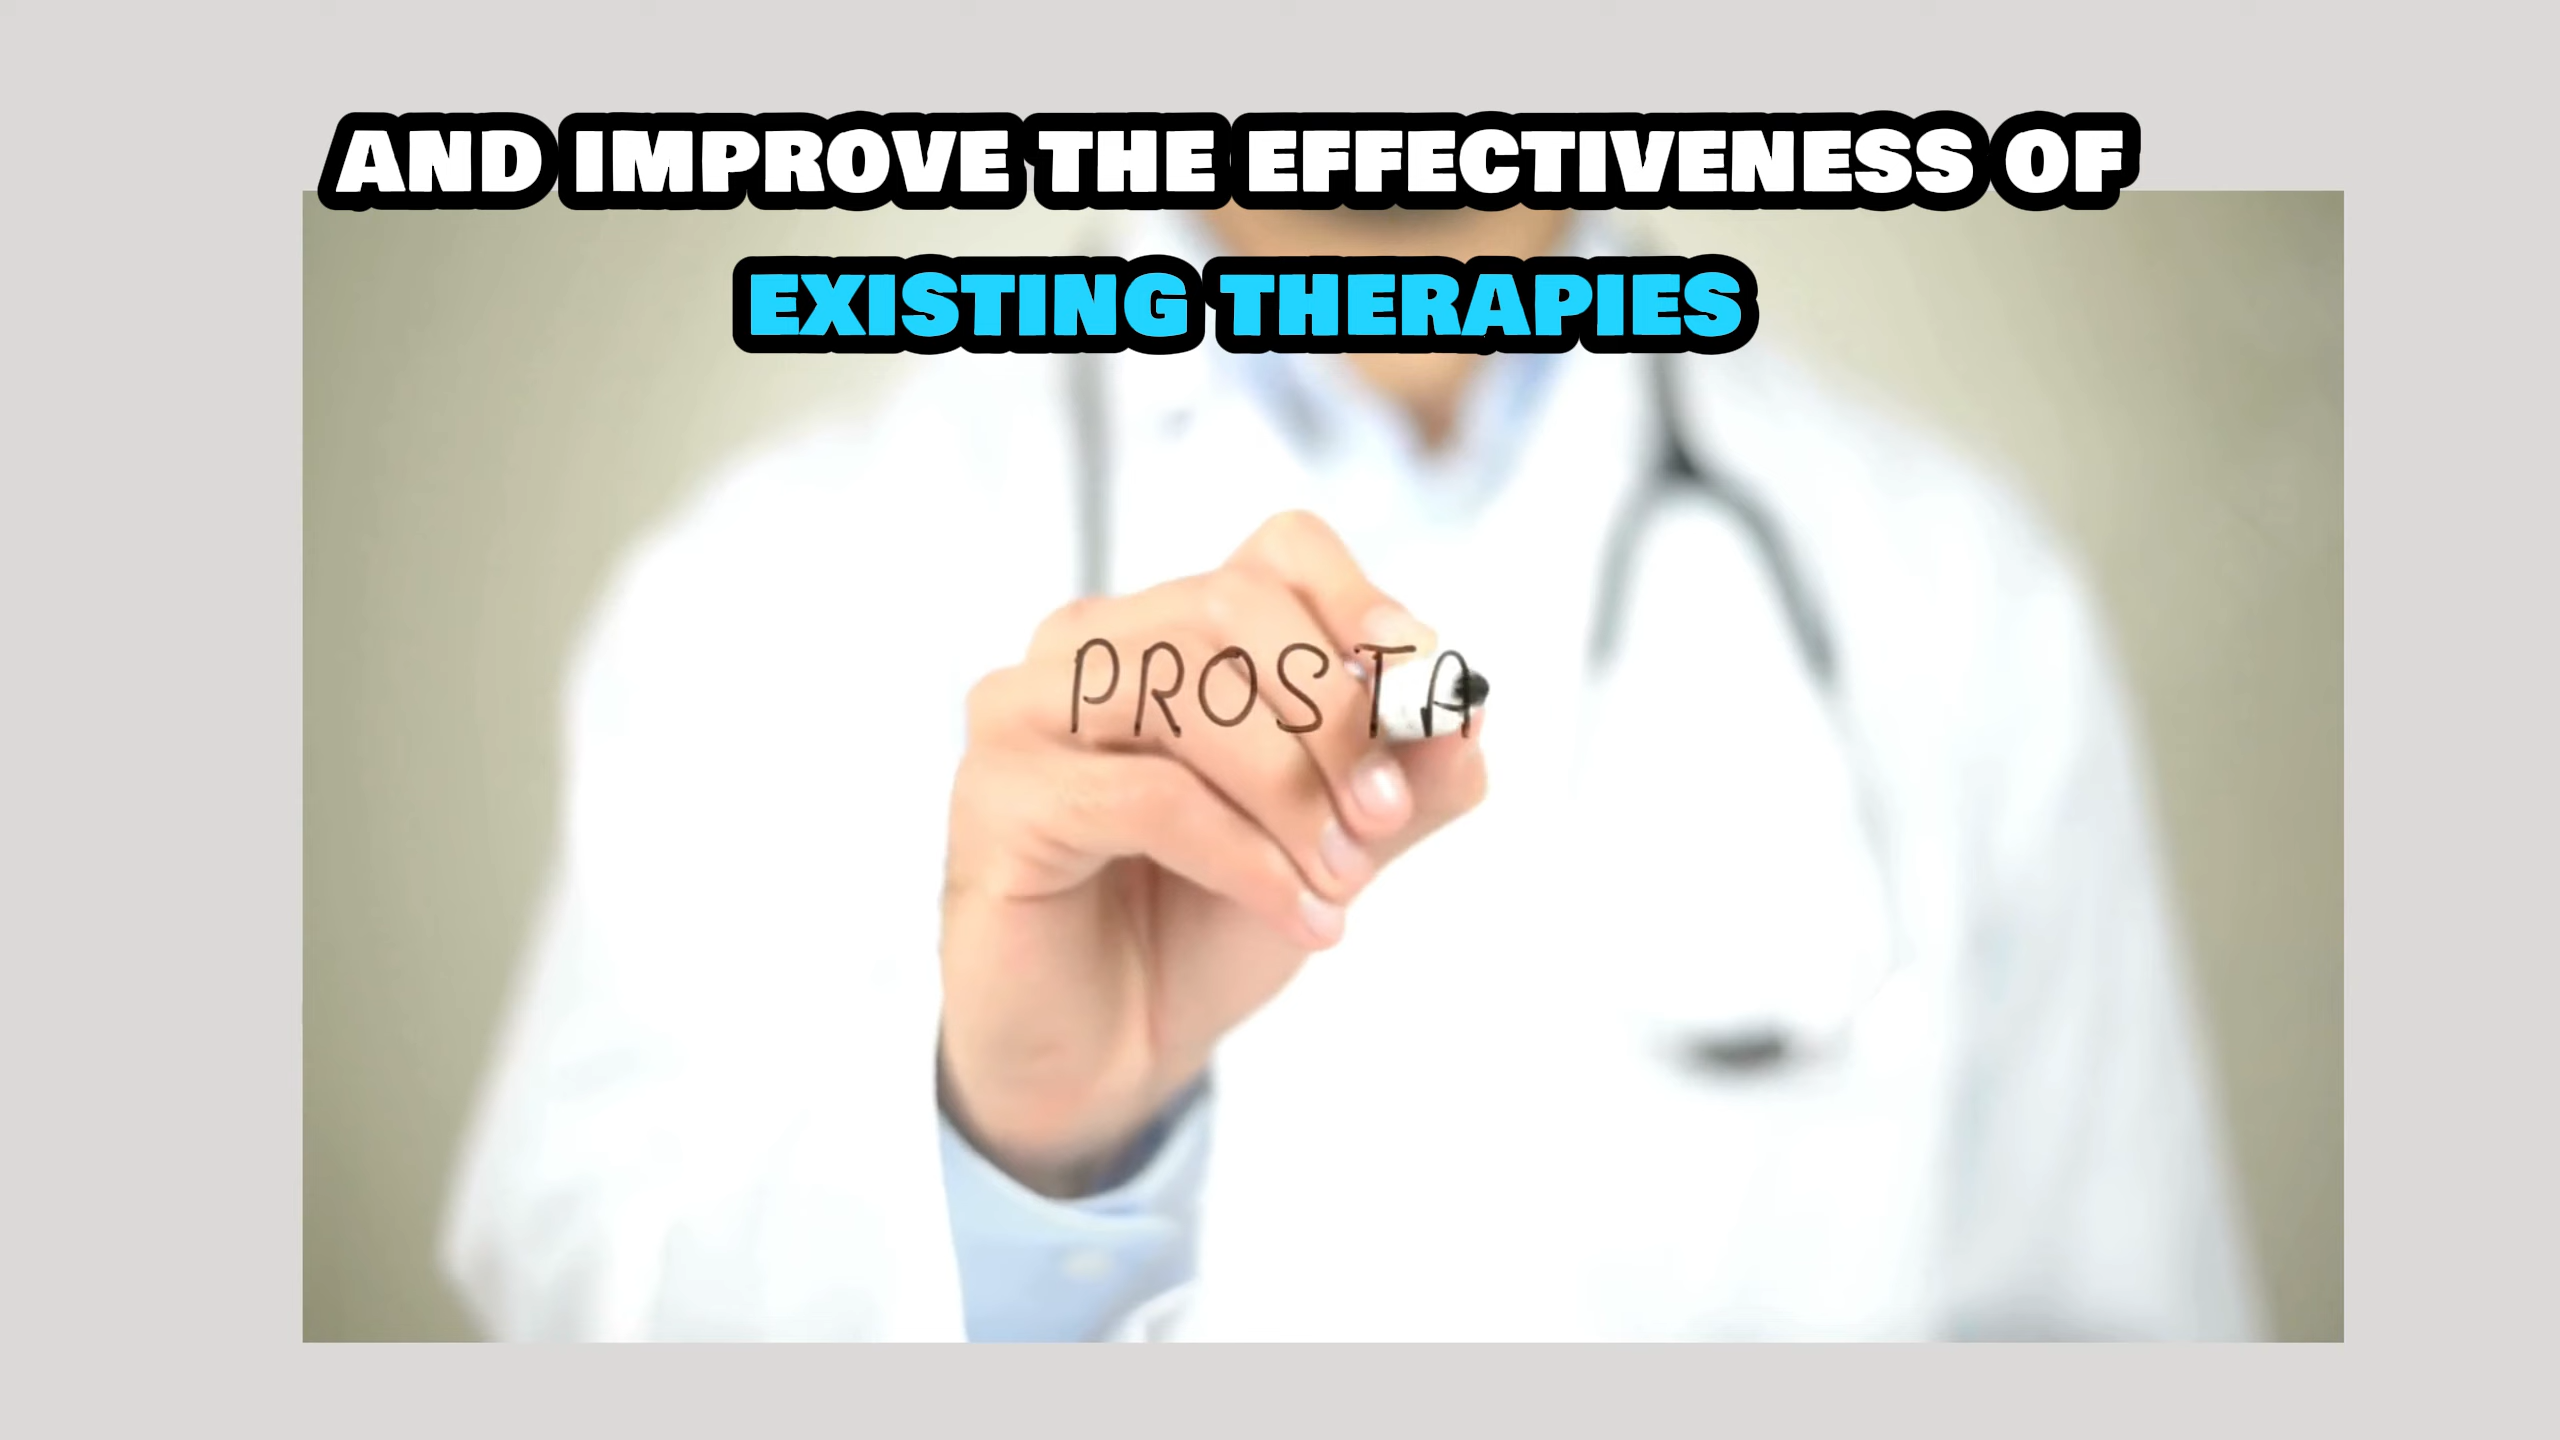 AND IMPROVE THE EFFECTIVENESS OF
EXISTING THERAPIES
PROSTA